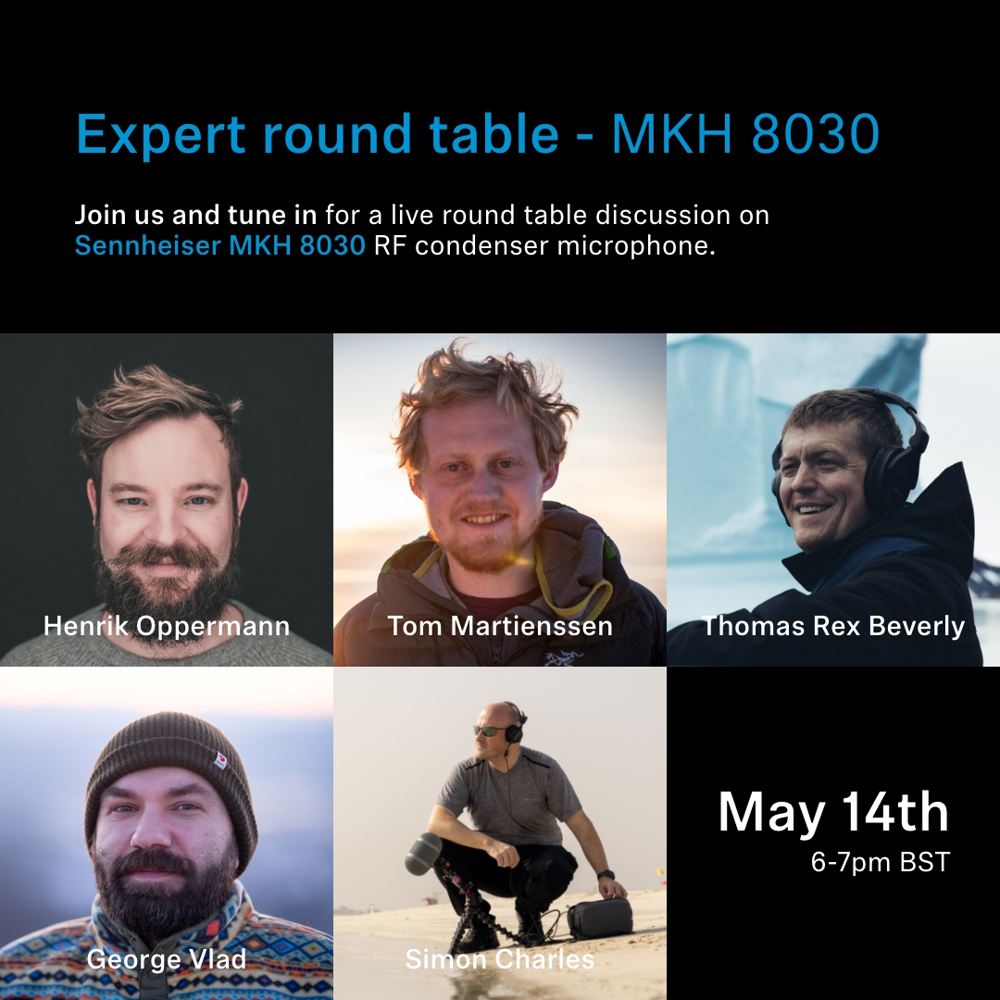 Expert round table - MKH 8030
Join us and tune in for a live round table discussion on
Sennheiser MKH 8030 RF condenser microphone.
Henrik Oppermann
Tom Martienssen
Thomas Rex Beverly
George Vlad
Simon Charles
May 14th
6-7pm BST